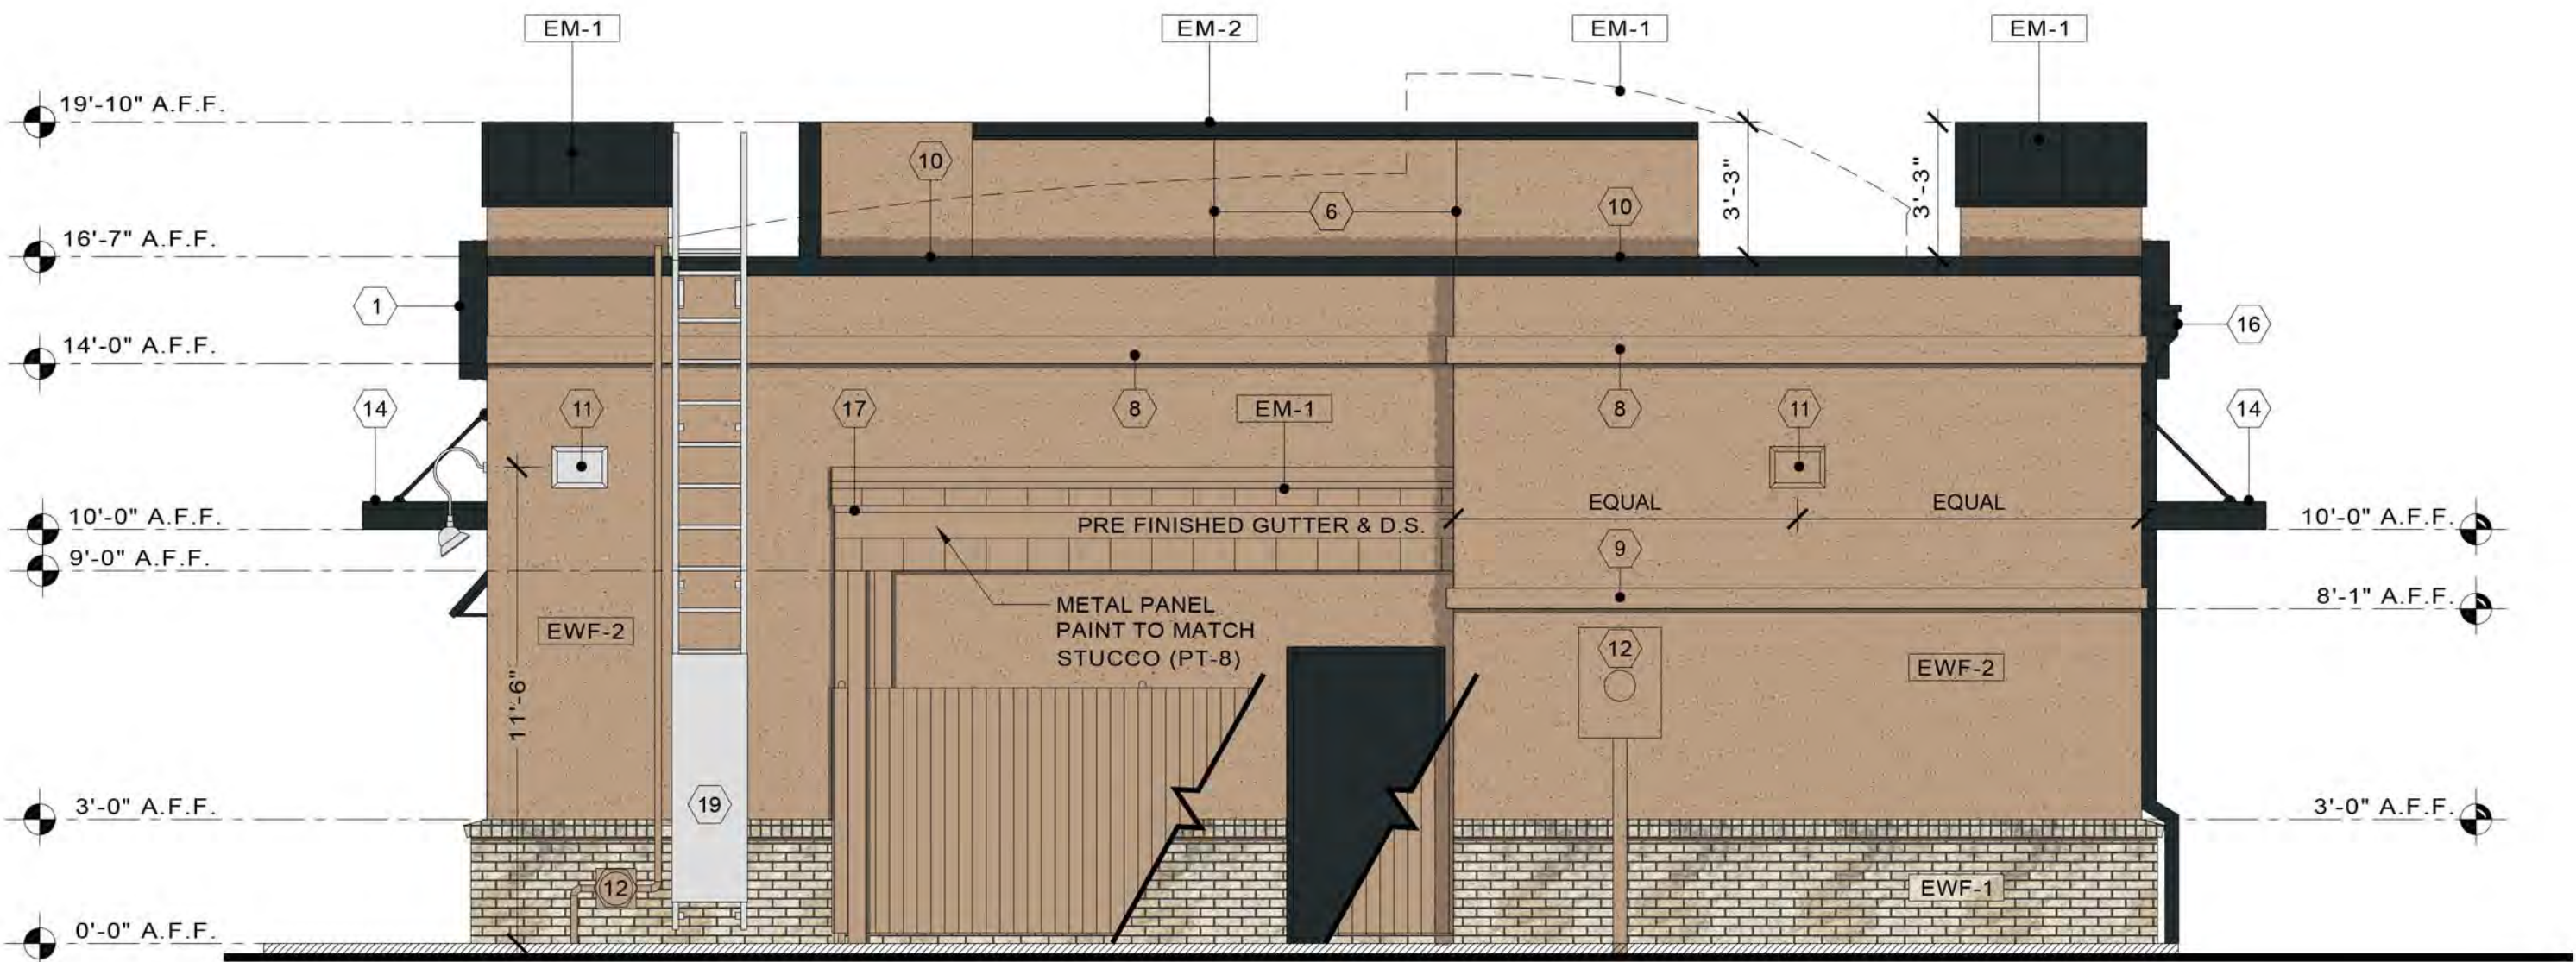 EM-1
EM-2
EM-1
EM-1
19'-10" A.F.F.
10
6
10
3'-3"
3'-3"
16'-7" A.F.F.
1
16
14'-0" A.F.F.
14
11
17
8
EM-1
8
11
14
EQUAL
EQUAL
10'-0" A.F.F.
PRE FINISHED GUTTER & D.S.
10'-0" A.F.F.
9'-0" A.F.F.
9
METAL PANEL
PAINT TO MATCH
STUCCO (PT-8)
8'-1" A.F.F.
EWF-2
12
EWF-2
11'-6"
3'-0" A.F.F.
19
3'-0" A.F.F.
12
EWF-1
0'-0" A.F.F.